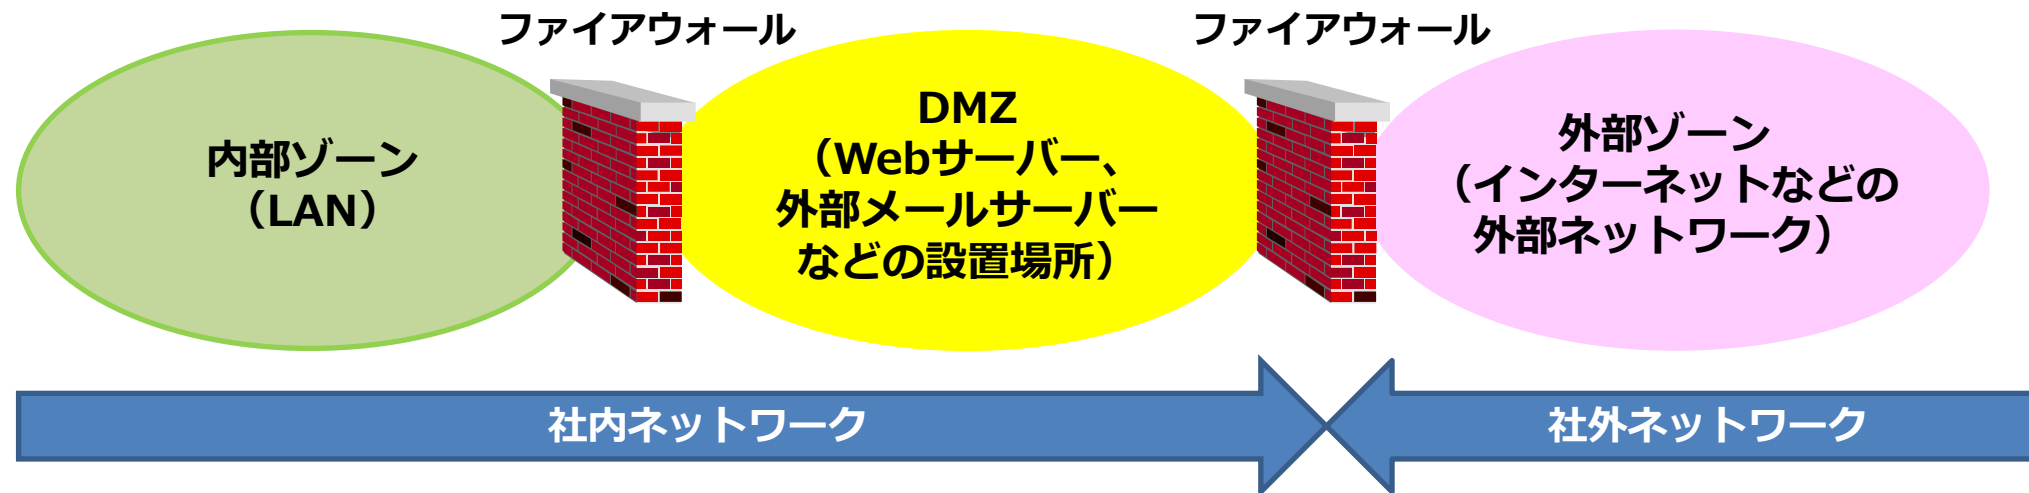 ファイアウォール
ファイアウォール
内部ゾーン
（LAN）
DMZ
（Webサーバー、
外部メールサーバー
などの設置場所）
外部ゾーン
（インターネットなどの
外部ネットワーク）
社内ネットワーク
社外ネットワーク